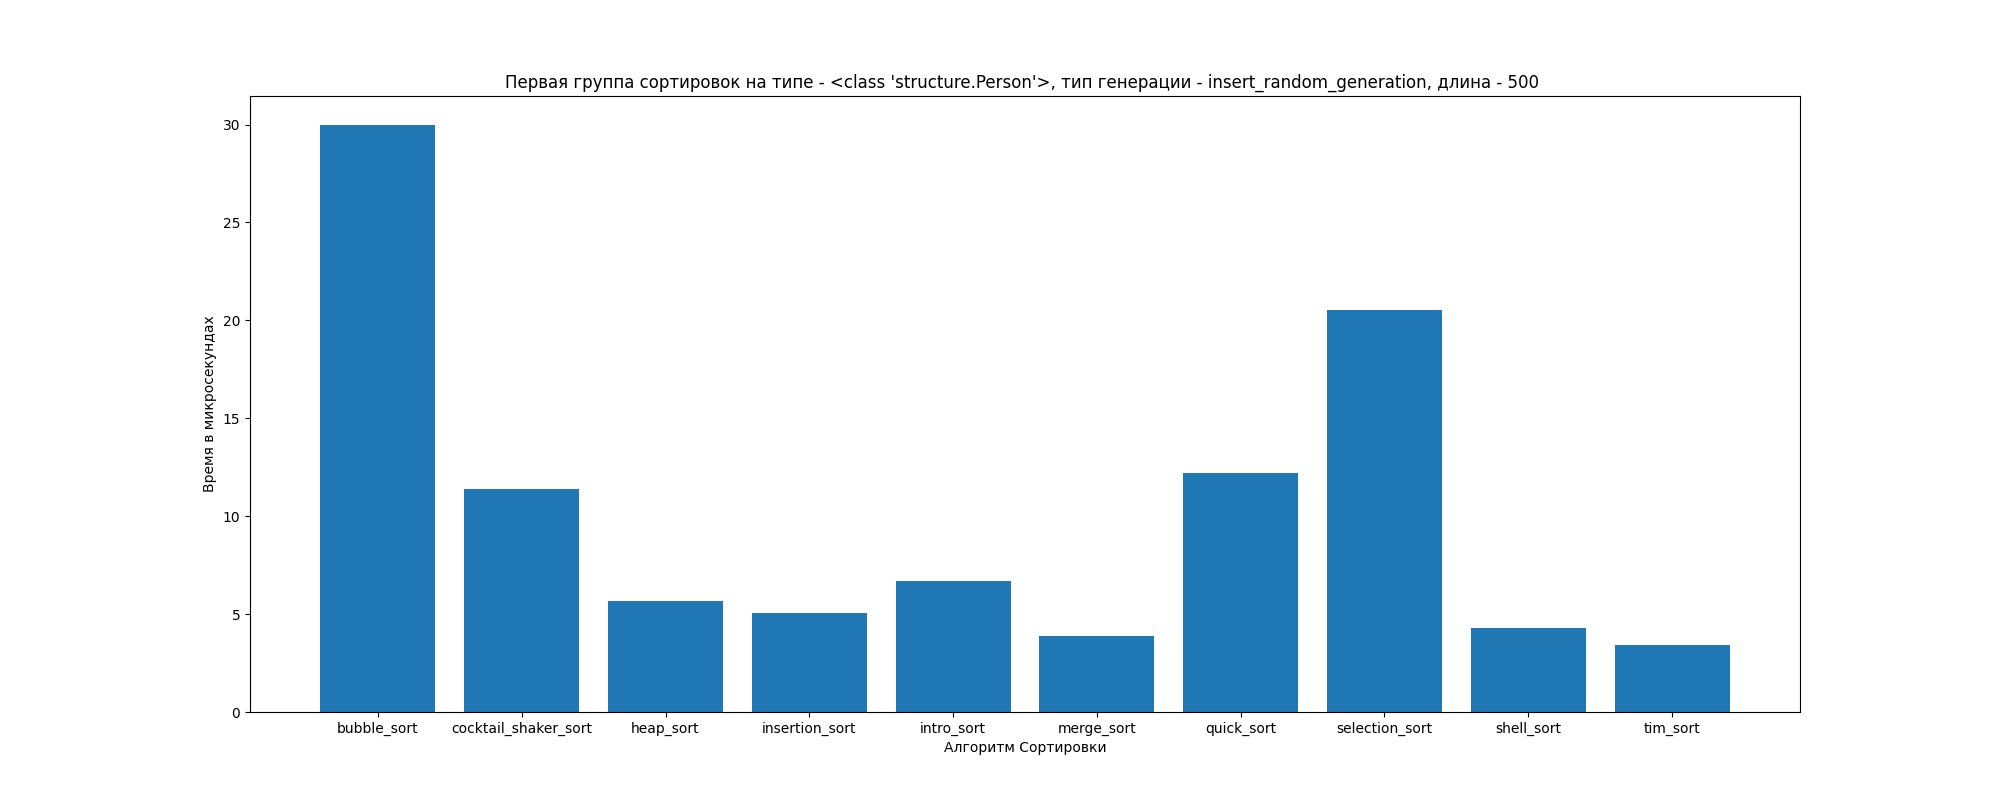 Первая группа сортировок на типе - <class 'structure.Person'>, тип генерации - insert_random_generation, длина - 500
Время в микросекундах
30
25
20
15
10
5
0
bubble_sort cocktail_shaker_sort heap_sort insertion_sort intro_sort merge_sort quick_sort selection_sort shell_sort tim_sort
Алгоритм Сортировки